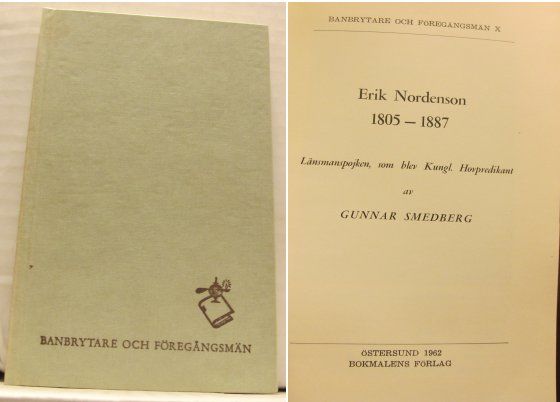 BANBRYTARE OCH FÖREGÅNGSMÄN
BANBRYTARE OCH FÖREGÅNGSMÄN X
Erik Nordenson
1805 — 1887
Länsmanspojken, som blev Kungl. Hovpredikant
av
GUNNAR SMEDBERG
ÖSTERSUND 1962
BOKMALENS FÖRLAG